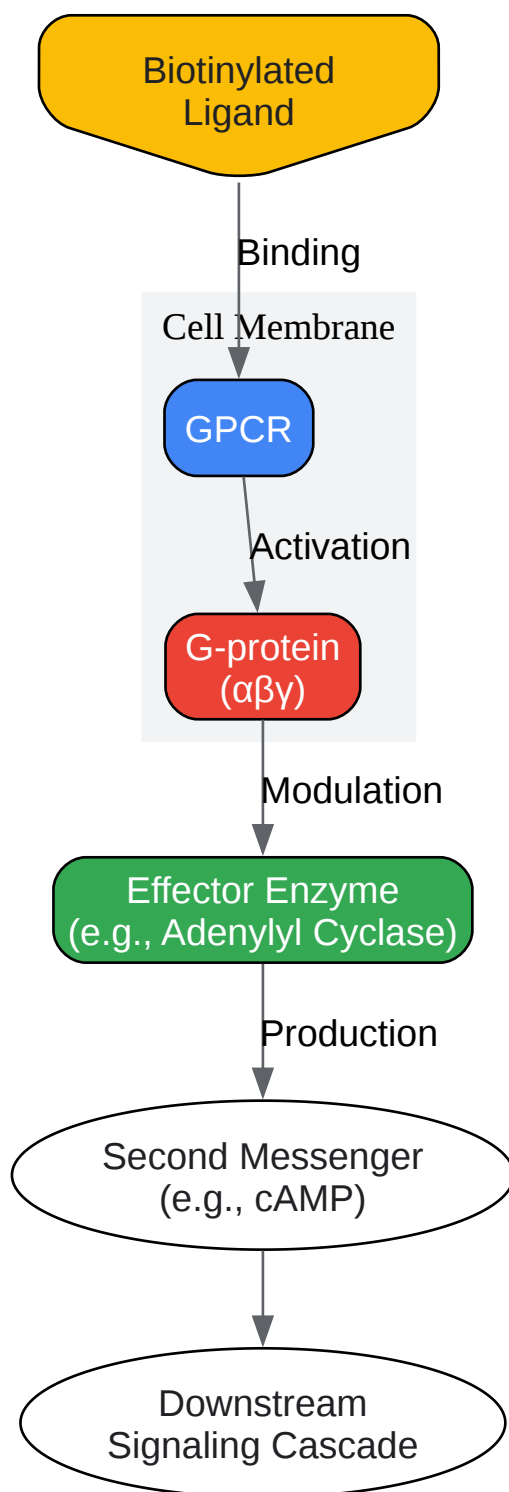 Biotinylated
Ligand
Binding
Cell Membrane
GPCR
Activation
G-protein
(αβγ)
Modulation
Effector Enzyme
(e.g., Adenylyl Cyclase)
Production
Second Messenger
(e.g., cAMP)
Downstream
Signaling Cascade